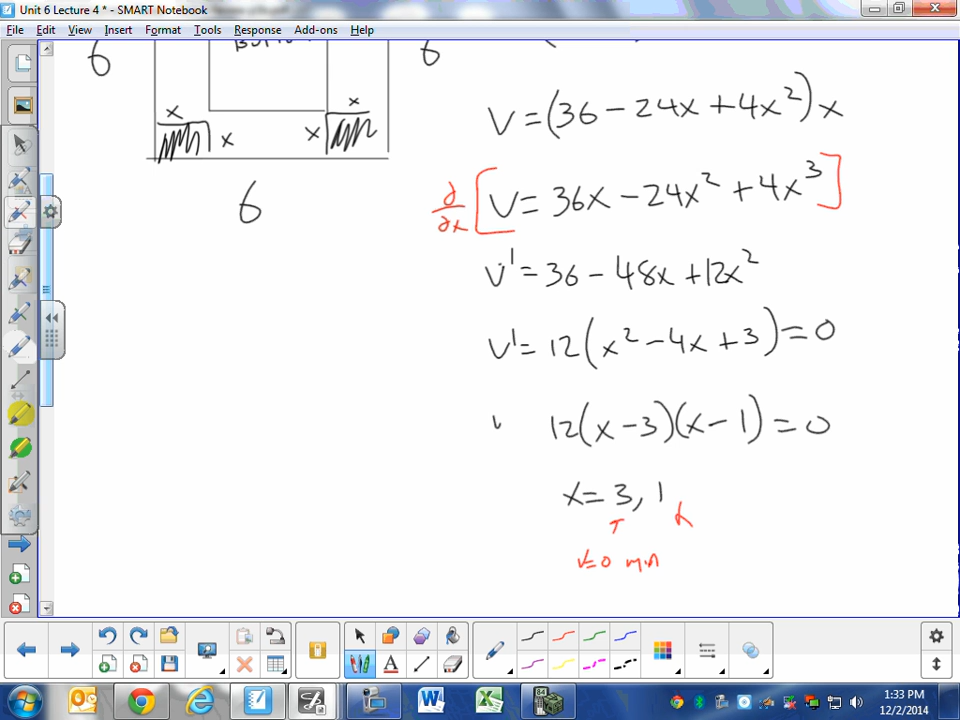 Unit 6 Lecture 4 * - SMART Notebook
File Edit View Insert Format Tools Response Add-ons Help
6 6
x x
x x
6
V = (36 - 24x + 4x²)x
∂/∂x [V = 36x - 24x² + 4x³]
V' = 36 - 48x + 12x²
V' = 12(x² - 4x + 3) = 0
12(x - 3)(x - 1) = 0
x = 3, 1
V=0 min
A
1:33 PM
12/2/2014